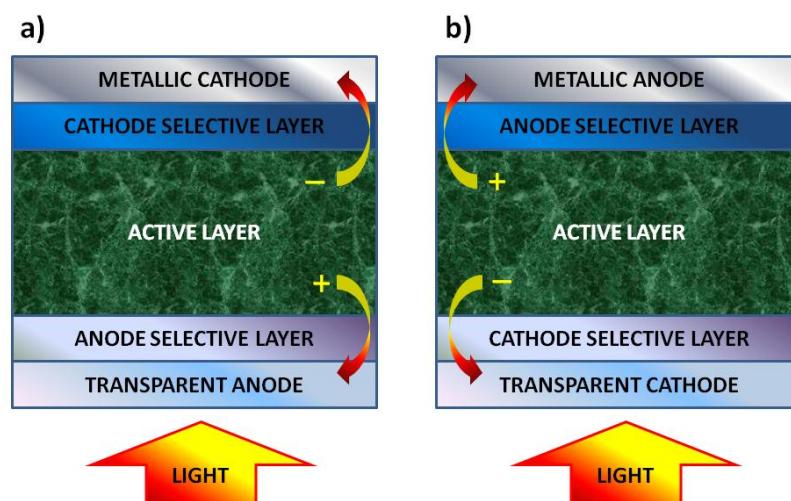 a)
METALLIC CATHODE
CATHODE SELECTIVE LAYER
−
ACTIVE LAYER
+
ANODE SELECTIVE LAYER
TRANSPARENT ANODE
LIGHT
b)
METALLIC ANODE
ANODE SELECTIVE LAYER
+
ACTIVE LAYER
−
CATHODE SELECTIVE LAYER
TRANSPARENT CATHODE
LIGHT